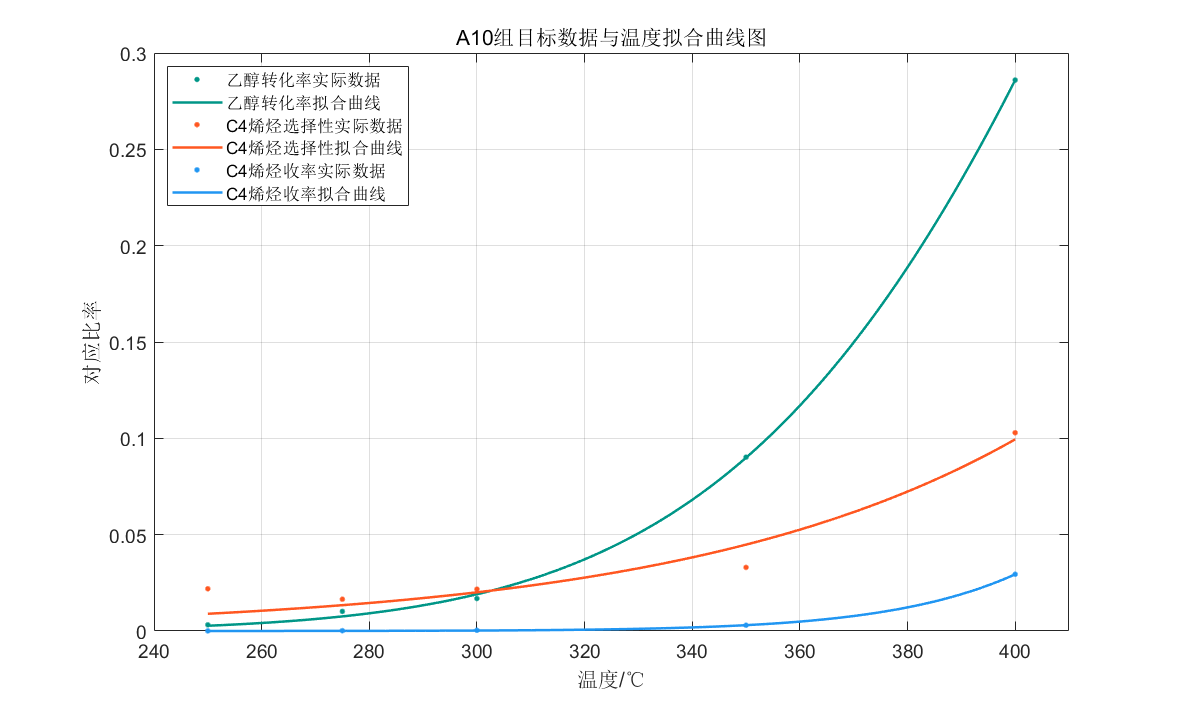 A10组目标数据与温度拟合曲线图
乙醇转化率实际数据
乙醇转化率拟合曲线
C4烯烃选择性实际数据
C4烯烃选择性拟合曲线
C4烯烃收率实际数据
C4烯烃收率拟合曲线
0.3
0.25
0.2
0.15
0.1
0.05
0
对应比率
240
260
280
300
320
340
360
380
400
温度/℃